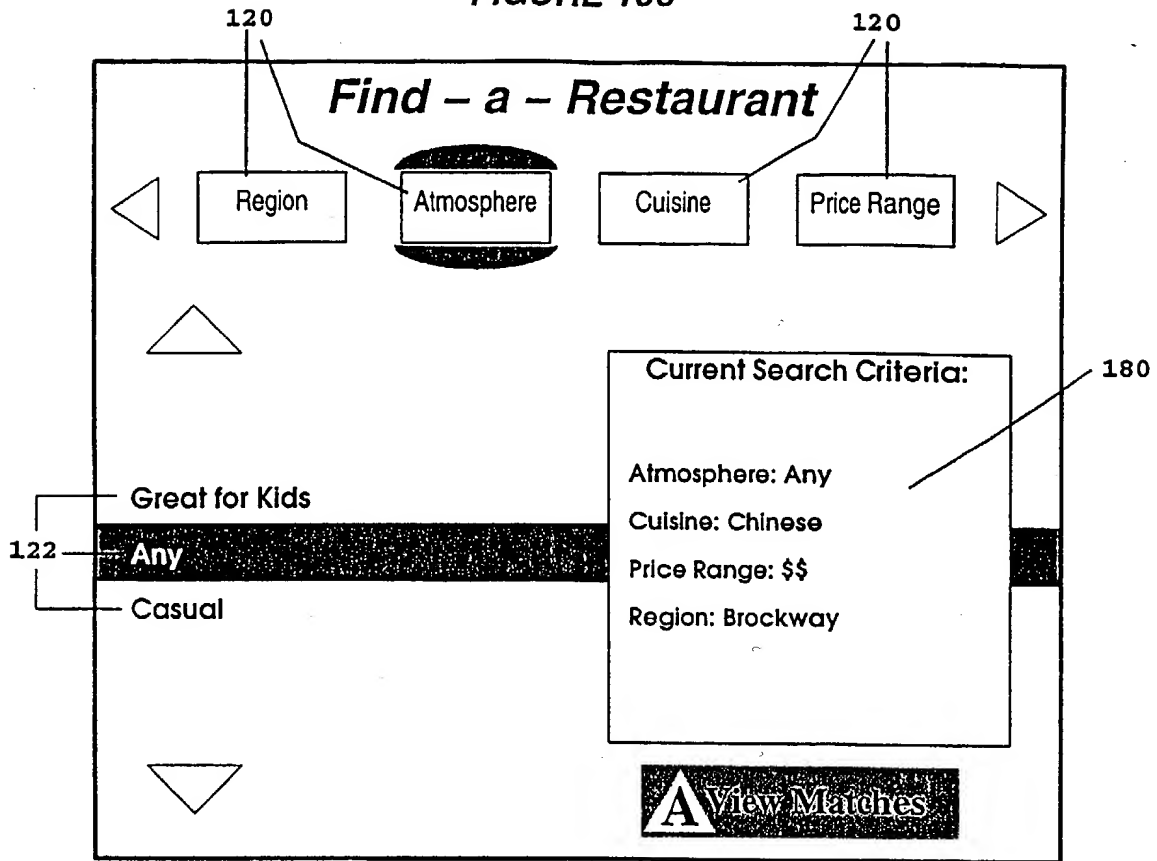 120 120
Find – a – Restaurant
Region Atmosphere Cuisine Price Range
Current Search Criteria:
180
Atmosphere: Any
Great for Kids
Cuisine: Chinese
122 Any
Price Range: $$
Casual
Region: Brockway
A View Matches